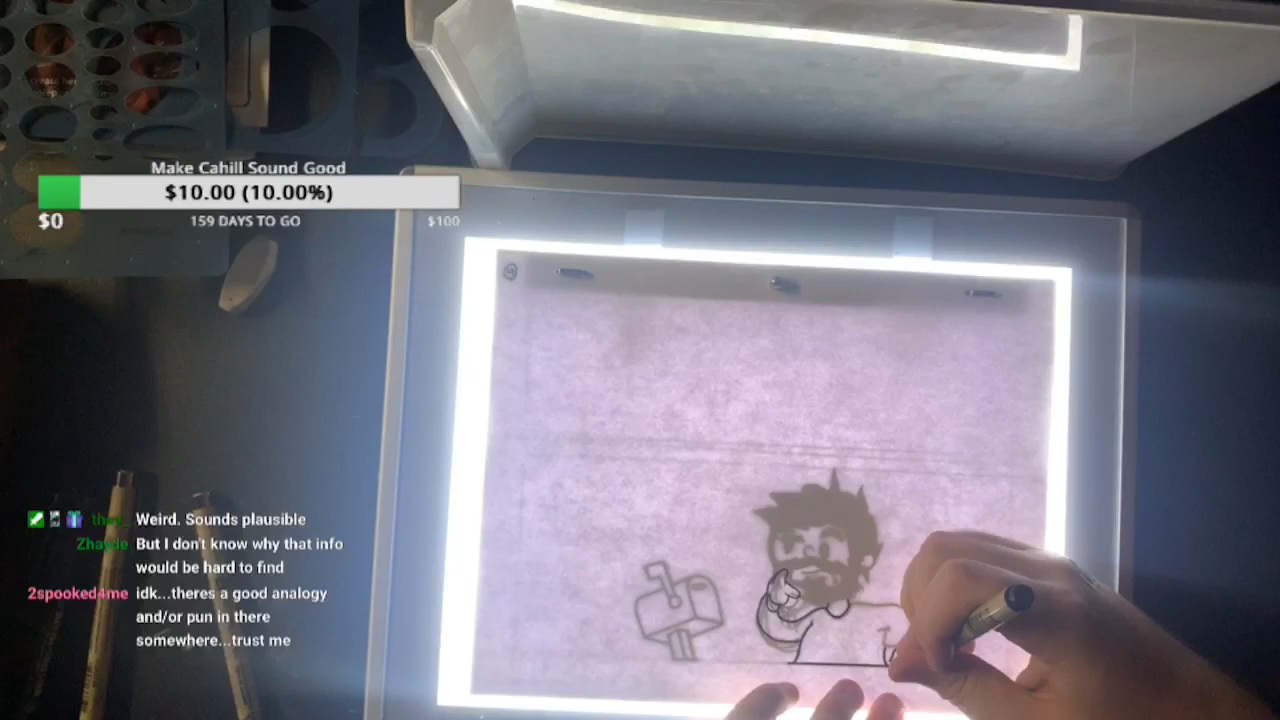 Make Cahill Sound Good
$10.00 (10.00%)
$0 159 DAYS TO GO $100
they_ Weird. Sounds plausible
Zhayde But I don't know why that info
would be hard to find
2spooked4me idk...theres a good analogy
and/or pun in there
somewhere...trust me